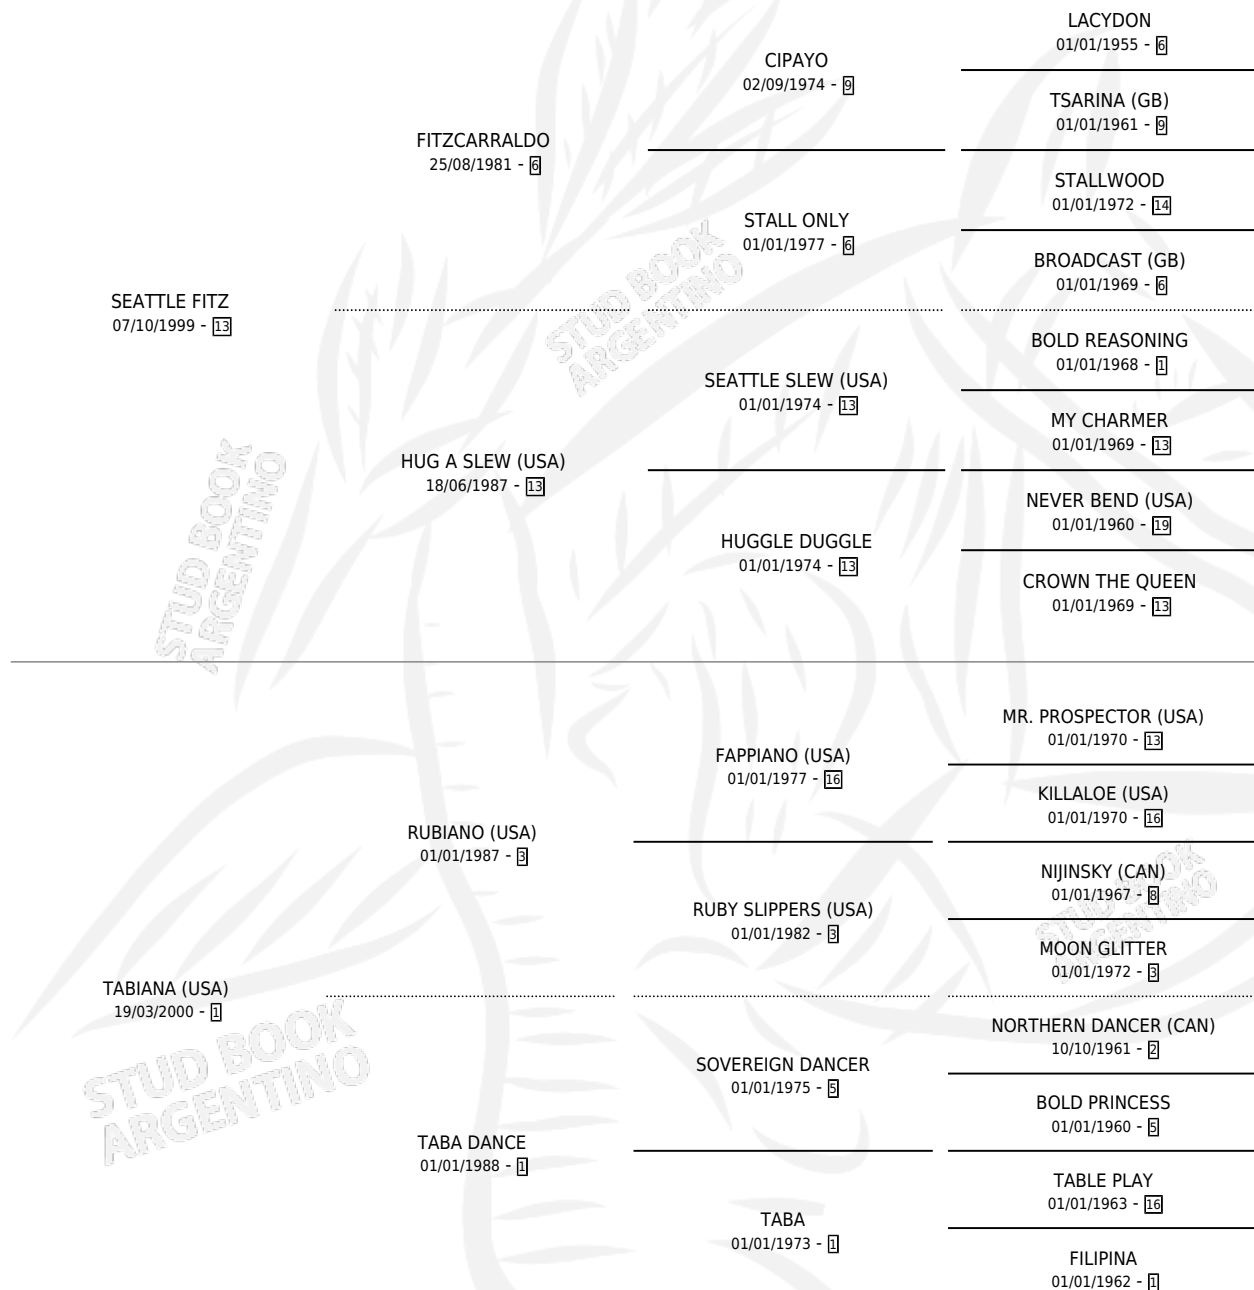 LACYDON
01/01/1955 - 6
CIPAYO
02/09/1974 - 9
TSARINA (GB)
01/01/1961 - 9
FITZCARRALDO
25/08/1981 - 6
STALLWOOD
01/01/1972 - 14
STALL ONLY
01/01/1977 - 6
BROADCAST (GB)
01/01/1969 - 6
SEATTLE FITZ
07/10/1999 - 13
BOLD REASONING
01/01/1968 - 1
SEATTLE SLEW (USA)
01/01/1974 - 13
MY CHARMER
01/01/1969 - 13
HUG A SLEW (USA)
18/06/1987 - 13
NEVER BEND (USA)
01/01/1960 - 19
HUGGLE DUGGLE
01/01/1974 - 13
CROWN THE QUEEN
01/01/1969 - 13
MR. PROSPECTOR (USA)
01/01/1970 - 13
FAPPIANO (USA)
01/01/1977 - 16
KILLALOE (USA)
01/01/1970 - 16
RUBIANO (USA)
01/01/1987 - 3
NIJINSKY (CAN)
01/01/1967 - 8
RUBY SLIPPERS (USA)
01/01/1982 - 3
MOON GLITTER
01/01/1972 - 3
TABIANA (USA)
19/03/2000 - 1
NORTHERN DANCER (CAN)
10/10/1961 - 2
SOVEREIGN DANCER
01/01/1975 - 5
BOLD PRINCESS
01/01/1960 - 5
TABA DANCE
01/01/1988 - 1
TABLE PLAY
01/01/1963 - 16
TABA
01/01/1973 - 1
FILIPINA
01/01/1962 - 1
STUD BOOK
ARGENTINO
STUD BOOK
ARGENTINO
STUD BOOK
ARGENTINO
STUD BOOK
ARGENTINO